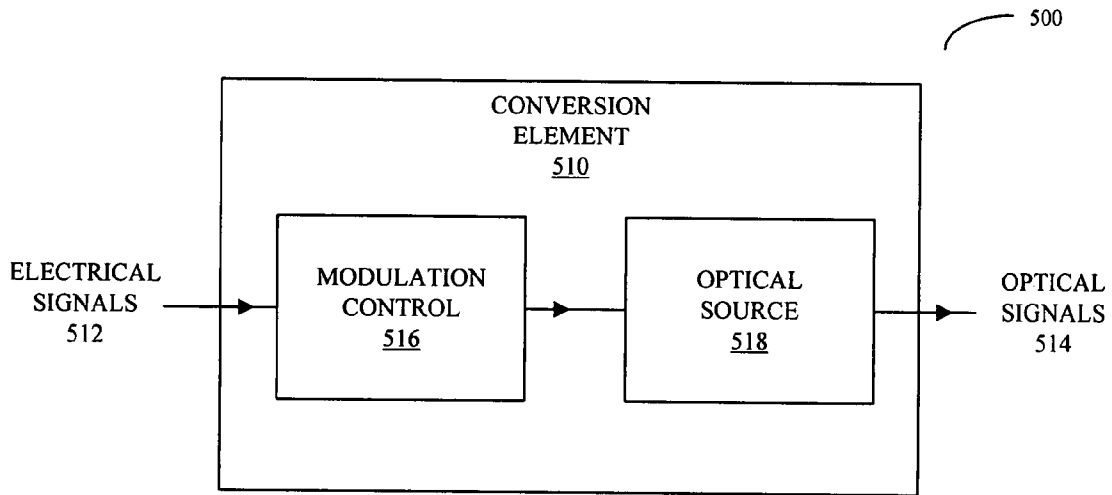 500
CONVERSION
ELEMENT
510
ELECTRICAL
SIGNALS
512
MODULATION
CONTROL
516
OPTICAL
SOURCE
518
OPTICAL
SIGNALS
514